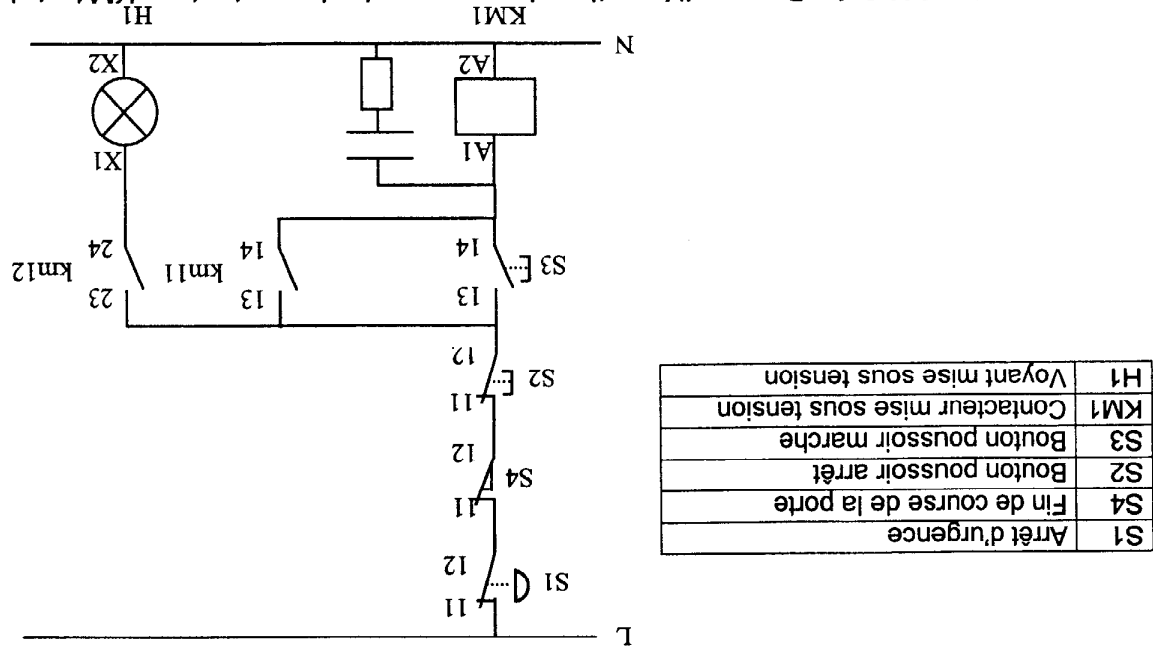 S1 Arrêt d'urgence
S4 Fin de course de la porte
S2 Bouton poussoir arrêt
S3 Bouton poussoir marche
KM1 Contacteur mise sous tension
H1 Voyant mise sous tension
L
11
S1
12
11
S4
12
11
S2
12
13 13 23
S3 km11 km12
14 14 24
A1 X1
A2 X2
N
KM1 H1